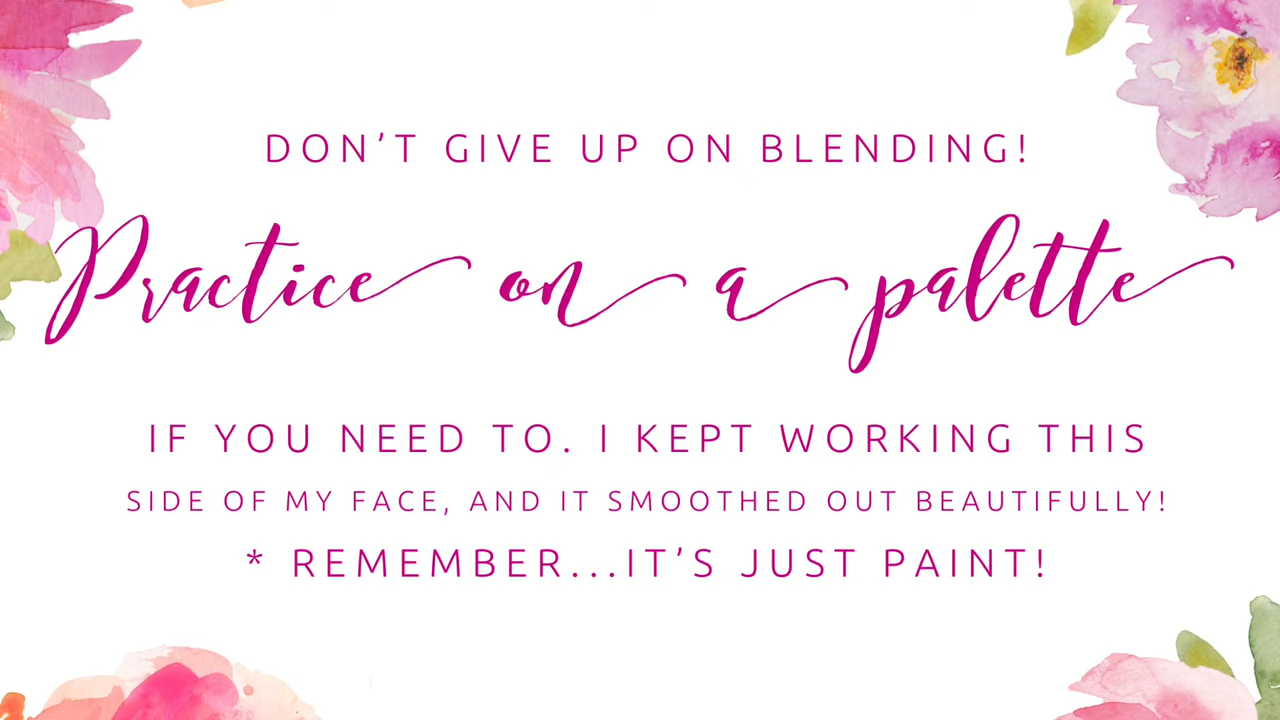 DON’T GIVE UP ON BLENDING!
Practice on a palette
IF YOU NEED TO. I KEPT WORKING THIS
SIDE OF MY FACE, AND IT SMOOTHED OUT BEAUTIFULLY!
* REMEMBER...IT’S JUST PAINT!